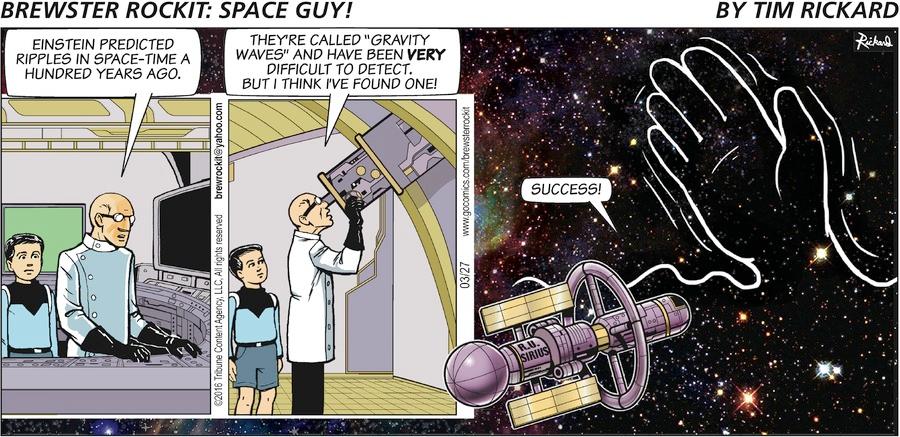 BREWSTER ROCKIT: SPACE GUY!
BY TIM RICKARD
EINSTEIN PREDICTED
RIPPLES IN SPACE-TIME A
HUNDRED YEARS AGO.
©2016 Tribune Content Agency, LLC. All rights reserved
brewrockit@yahoo.com
THEY'RE CALLED "GRAVITY
WAVES" AND HAVE BEEN VERY
DIFFICULT TO DETECT.
BUT I THINK I'VE FOUND ONE!
www.gocomics.com/brewsterrockit
03/27
Rickard
SUCCESS!
R.U.
SIRIUS